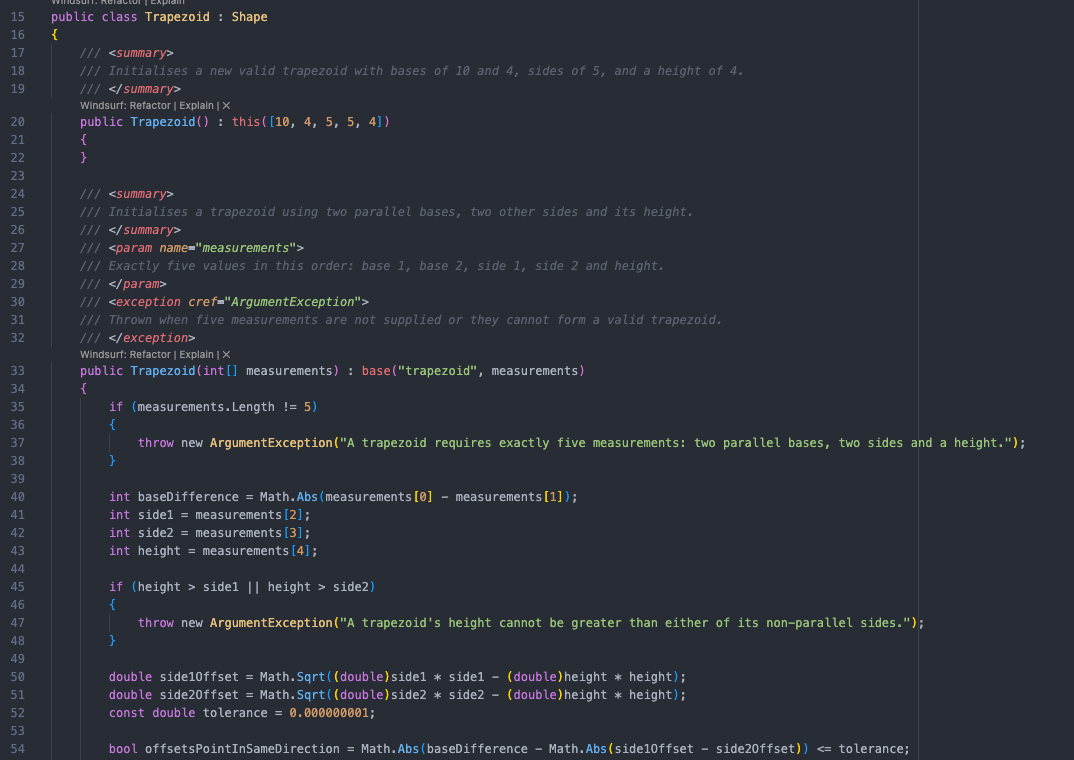 Windsurf: Refactor | Explain
15 public class Trapezoid : Shape
16 {
17 /// <summary>
18 /// Initialises a new valid trapezoid with bases of 10 and 4, sides of 5, and a height of 4.
19 /// </summary>
Windsurf: Refactor | Explain | ×
20 public Trapezoid() : this([10, 4, 5, 5, 4])
21 {
22 }
23
24 /// <summary>
25 /// Initialises a trapezoid using two parallel bases, two other sides and its height.
26 /// </summary>
27 /// <param name="measurements">
28 /// Exactly five values in this order: base 1, base 2, side 1, side 2 and height.
29 /// </param>
30 /// <exception cref="ArgumentException">
31 /// Thrown when five measurements are not supplied or they cannot form a valid trapezoid.
32 /// </exception>
Windsurf: Refactor | Explain | ×
33 public Trapezoid(int[] measurements) : base("trapezoid", measurements)
34 {
35 if (measurements.Length != 5)
36 {
37 throw new ArgumentException("A trapezoid requires exactly five measurements: two parallel bases, two sides and a height.");
38 }
39
40 int baseDifference = Math.Abs(measurements[0] - measurements[1]);
41 int side1 = measurements[2];
42 int side2 = measurements[3];
43 int height = measurements[4];
44
45 if (height > side1 || height > side2)
46 {
47 throw new ArgumentException("A trapezoid's height cannot be greater than either of its non-parallel sides.");
48 }
49
50 double side1Offset = Math.Sqrt((double)side1 * side1 - (double)height * height);
51 double side2Offset = Math.Sqrt((double)side2 * side2 - (double)height * height);
52 const double tolerance = 0.000000001;
53
54 bool offsetsPointInSameDirection = Math.Abs(baseDifference - Math.Abs(side1Offset - side2Offset)) <= tolerance;